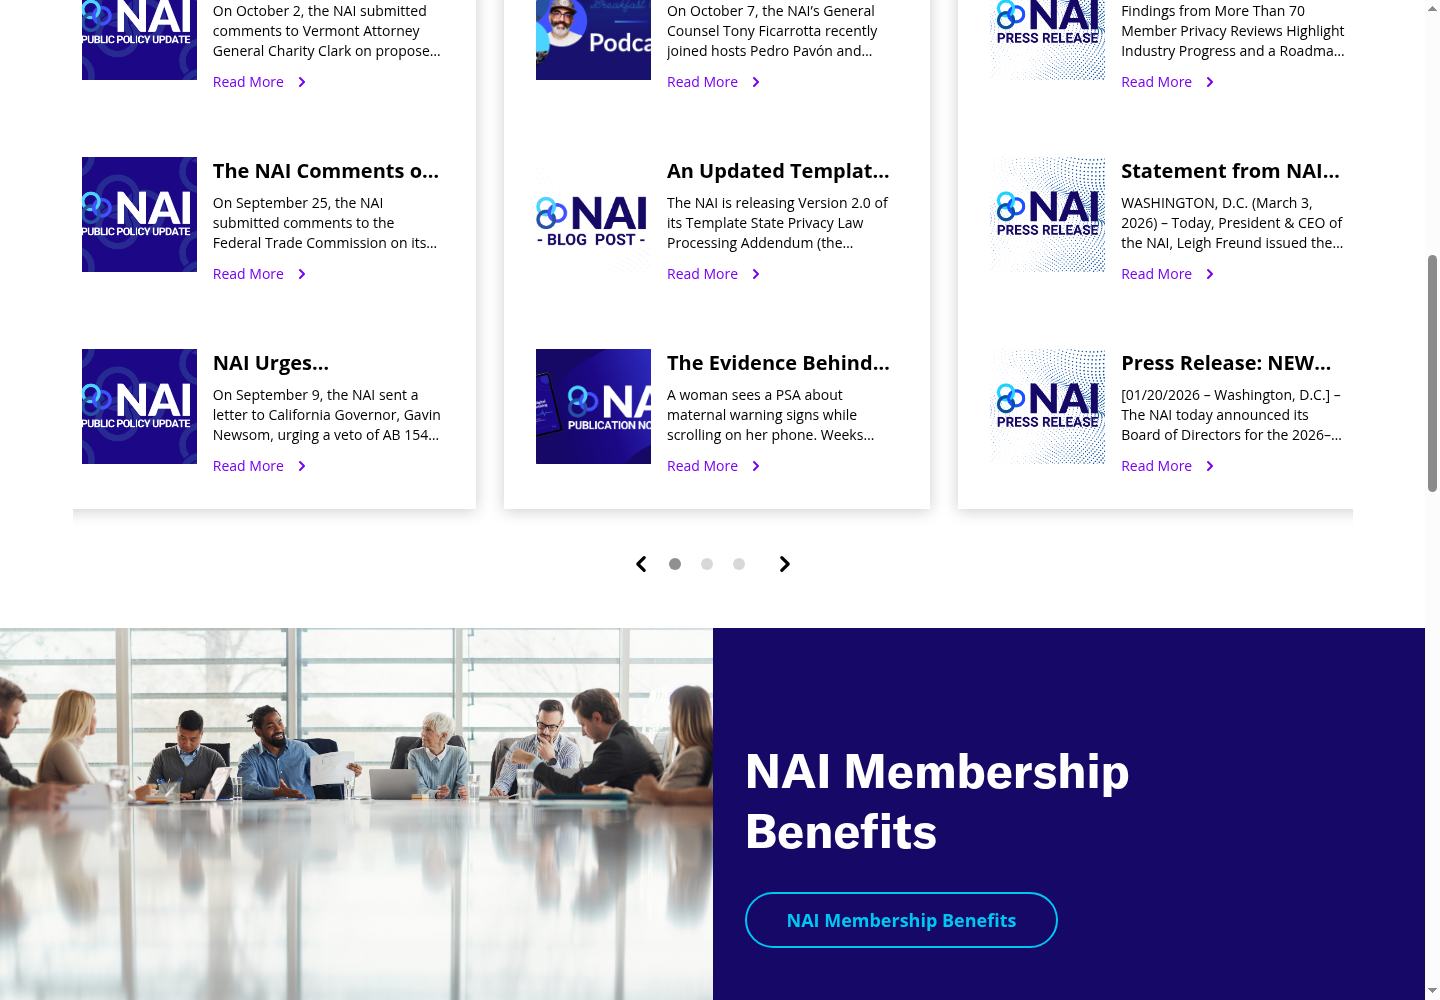 On October 2, the NAI submitted
comments to Vermont Attorney
General Charity Clark on propose...
Read More
NAI
PUBLIC POLICY UPDATE
The NAI Comments o...
On September 25, the NAI
submitted comments to the
Federal Trade Commission on its...
Read More
NAI
PUBLIC POLICY UPDATE
NAI Urges...
On September 9, the NAI sent a
letter to California Governor, Gavin
Newsom, urging a veto of AB 154...
Read More
NAI
PUBLIC POLICY UPDATE
On October 7, the NAI’s General
Counsel Tony Ficarrotta recently
joined hosts Pedro Pavón and...
Read More
Breakfast
Podca
An Updated Templat...
The NAI is releasing Version 2.0 of
its Template State Privacy Law
Processing Addendum (the...
Read More
NAI
- BLOG POST -
The Evidence Behind...
A woman sees a PSA about
maternal warning signs while
scrolling on her phone. Weeks...
Read More
NA
PUBLICATION NO
Findings from More Than 70
Member Privacy Reviews Highlight
Industry Progress and a Roadma...
Read More
NAI
PRESS RELEASE
Statement from NAI...
WASHINGTON, D.C. (March 3,
2026) – Today, President & CEO of
the NAI, Leigh Freund issued the...
Read More
NAI
PRESS RELEASE
Press Release: NEW...
[01/20/2026 – Washington, D.C.] –
The NAI today announced its
Board of Directors for the 2026–...
Read More
NAI
PRESS RELEASE
NAI Membership
Benefits
NAI Membership Benefits